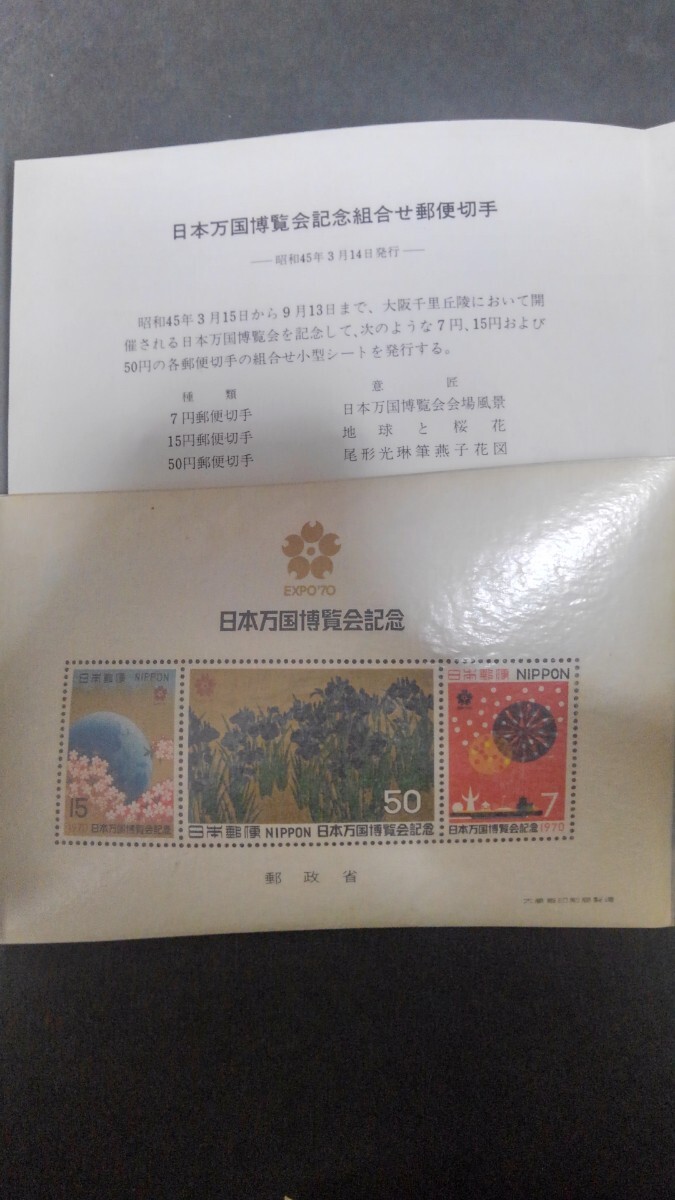 日本万国博覧会記念組合せ郵便切手
―昭和45年3月14日発行―
昭和45年3月15日から9月13日まで、大阪千里丘陵において開
催される日本万国博覧会を記念して、次のような7円、15円および
50円の各郵便切手の組合せ小型シートを発行する。
種類 意匠
7円郵便切手 日本万国博覧会会場風景
15円郵便切手 地球と桜花
50円郵便切手 尾形光琳筆燕子花図
EXPO'70
日本万国博覧会記念
日本郵便 NIPPON
15
1970 日本万国博覧会記念
50
日本郵便 NIPPON 日本万国博覧会記念
日本郵便 NIPPON
7
日本万国博覧会記念 1970
郵政省
大蔵省印刷局製造